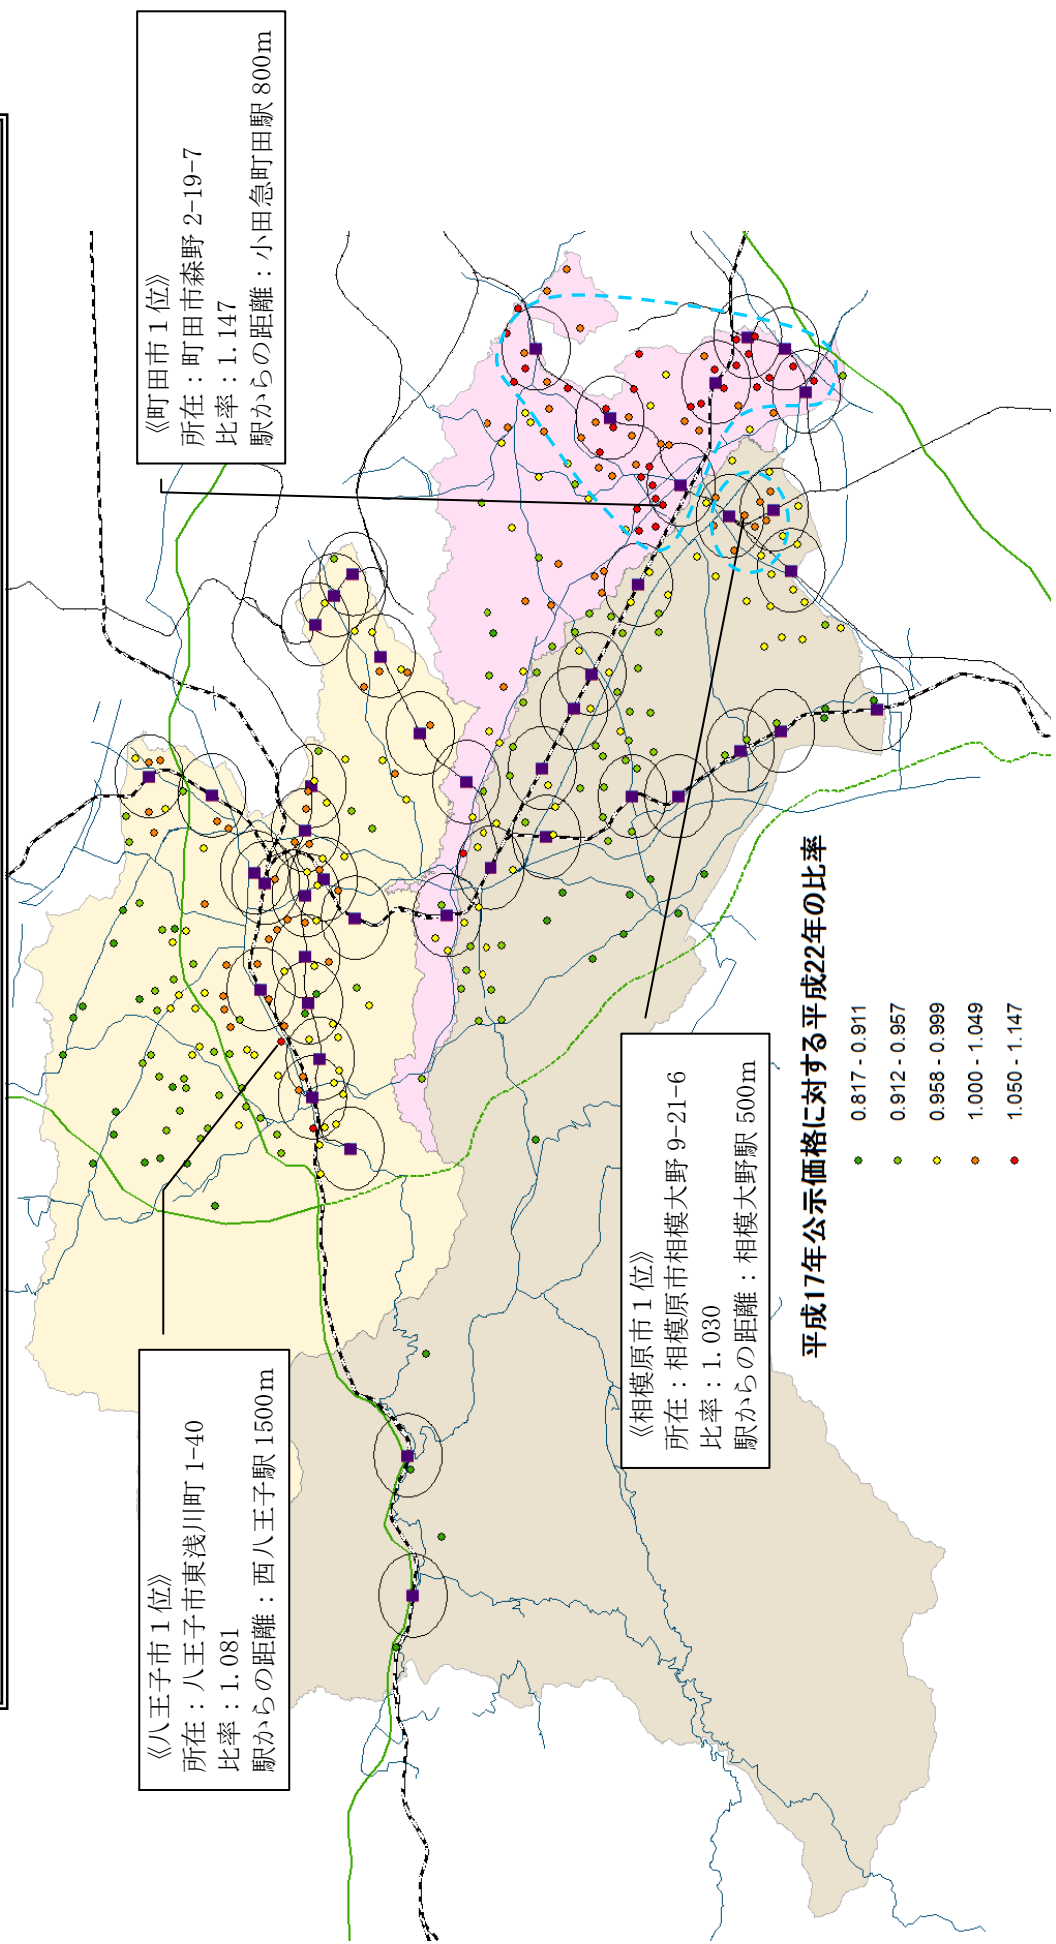 《八王子市１位》
所在：八王子市東浅川町 1-40
比率：1.081
駅からの距離：西八王子駅 1500m
《町田市１位》
所在：町田市森野 2-19-7
比率：1.147
駅からの距離：小田急町田駅 800m
《相模原市１位》
所在：相模原市相模大野 9-21-6
比率：1.030
駅からの距離：相模大野駅 500m
平成17年公示価格に対する平成22年の比率
0.817 - 0.911
0.912 - 0.957
0.958 - 0.999
1.000 - 1.049
1.050 - 1.147